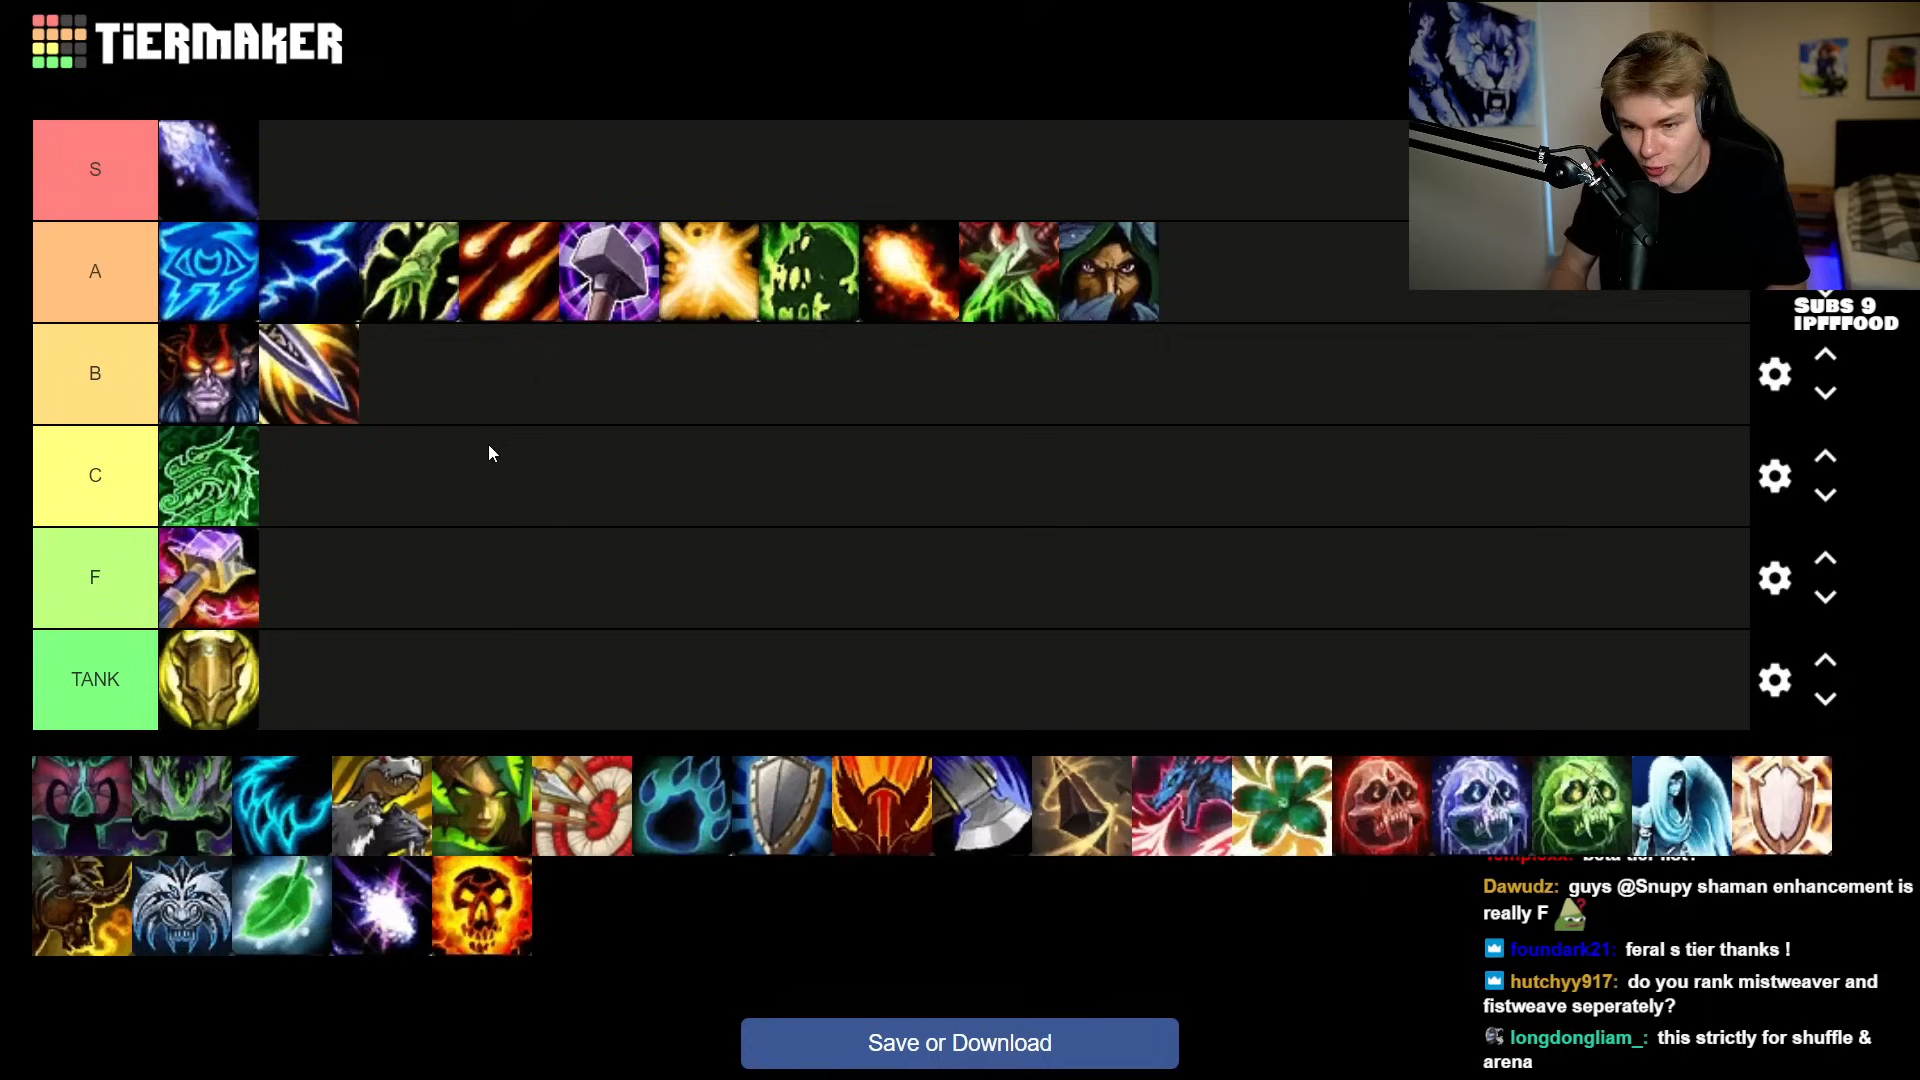 TiERMAKER
S
A
B
C
F
TANK
SUBS 9
IPFFFOOD
Dawudz: guys @Snupy shaman enhancement is
really F
foundark21: feral s tier thanks !
hutchyy917: do you rank mistweaver and
fistweave seperately?
longdongliam_: this strictly for shuffle &
arena
Save or Download